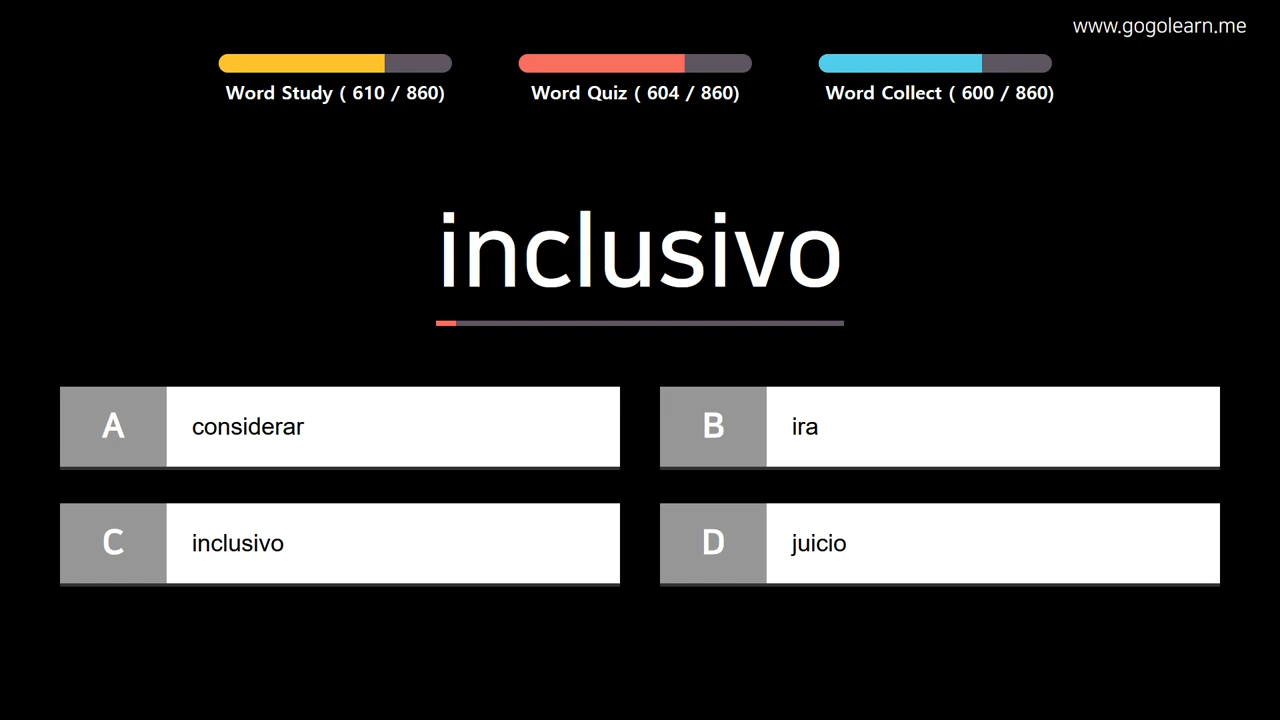 www.gogolearn.me
Word Study ( 610 / 860)
Word Quiz ( 604 / 860)
Word Collect ( 600 / 860)
inclusivo
A considerar
B ira
C inclusivo
D juicio